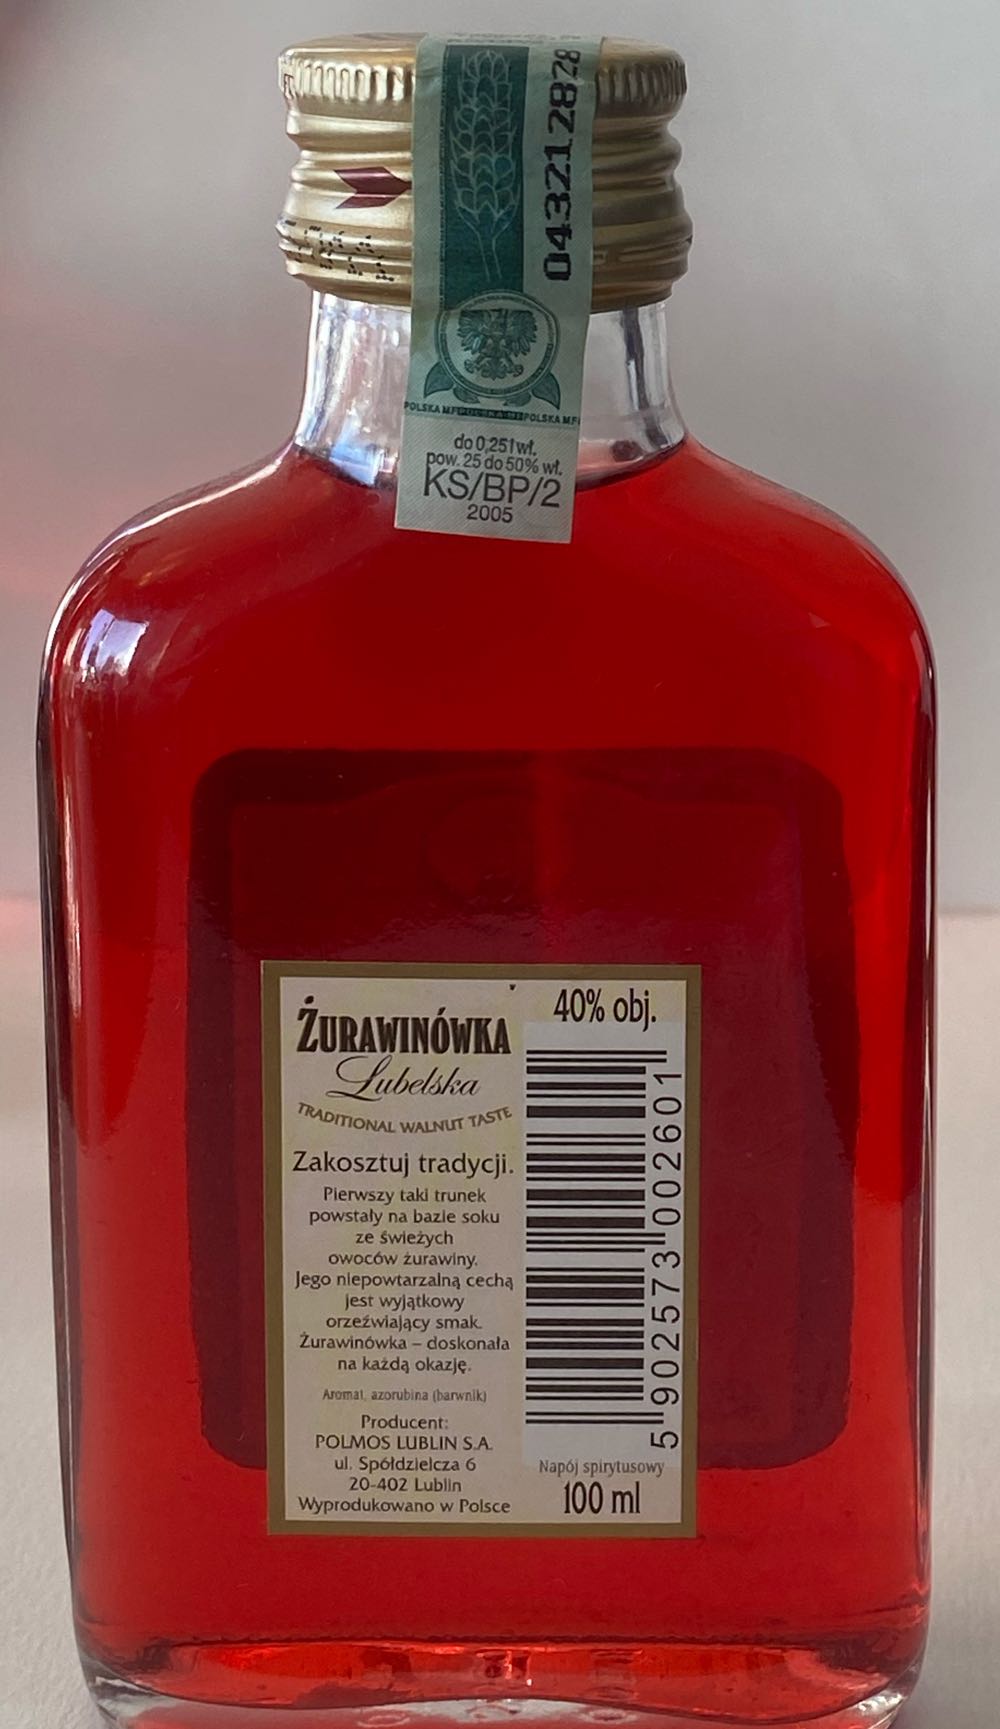 043212828
POLSKA MF POLSKA MF POLSKA MF
do 0,251 wł.
pow. 25 do 50% wł.
KS/BP/2
2005
ŻURAWINÓWKA
Lubelska
TRADITIONAL WALNUT TASTE
Zakosztuj tradycji.
Pierwszy taki trunek
powstały na bazie soku
ze świeżych
owoców żurawiny.
Jego niepowtarzalną cechą
jest wyjątkowy
orzeźwiający smak.
Żurawinówka – doskonała
na każdą okazję.
Aromat, azorubina (barwnik)
Producent:
POLMOS LUBLIN S.A.
ul. Spółdzielcza 6
20-402 Lublin
Wyprodukowano w Polsce
40% obj.
5 902573 002601
Napój spirytusowy
100 ml